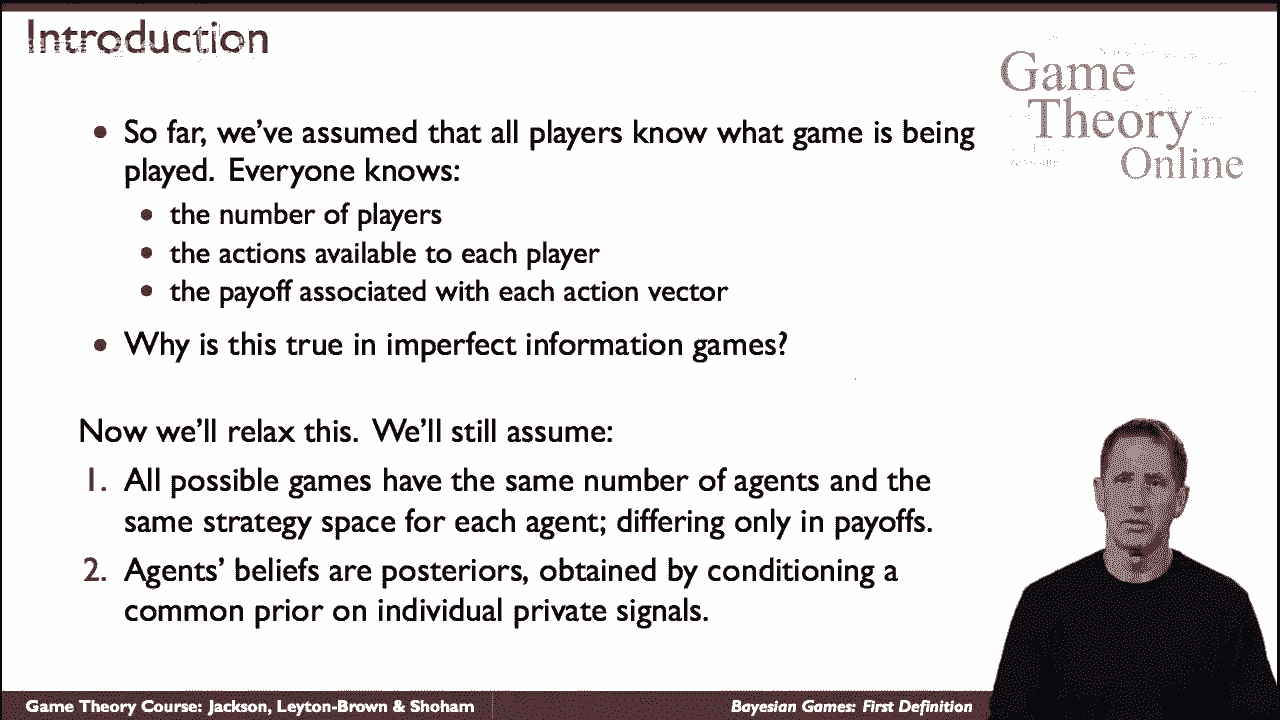 Introduction
Game
Theory
Online
• So far, we've assumed that all players know what game is being
played. Everyone knows:
• the number of players
• the actions available to each player
• the payoff associated with each action vector
• Why is this true in imperfect information games?
Now we'll relax this. We'll still assume:
1. All possible games have the same number of agents and the
same strategy space for each agent; differing only in payoffs.
2. Agents' beliefs are posteriors, obtained by conditioning a
common prior on individual private signals.
Game Theory Course: Jackson, Leyton-Brown & Shoham
Bayesian Games: First Definition